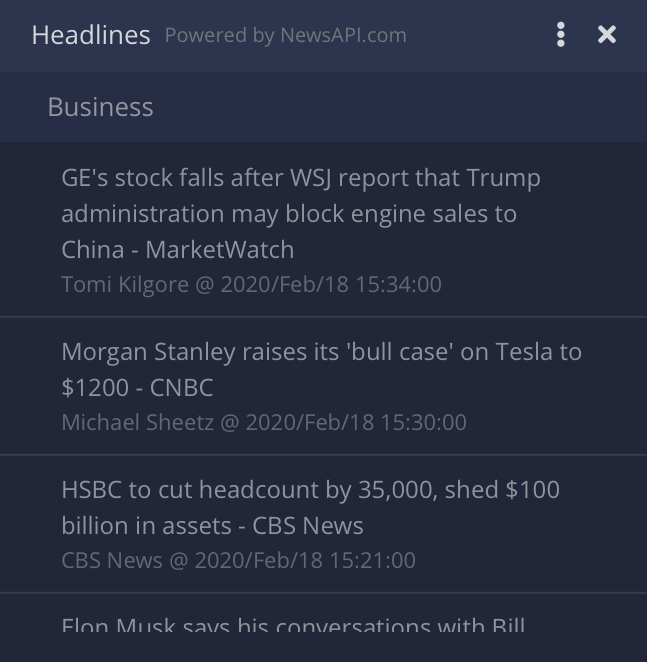 Headlines Powered by NewsAPI.com
Business
GE's stock falls after WSJ report that Trump
administration may block engine sales to
China - MarketWatch
Tomi Kilgore @ 2020/Feb/18 15:34:00
Morgan Stanley raises its 'bull case' on Tesla to
$1200 - CNBC
Michael Sheetz @ 2020/Feb/18 15:30:00
HSBC to cut headcount by 35,000, shed $100
billion in assets - CBS News
CBS News @ 2020/Feb/18 15:21:00
Elon Musk says his conversations with Bill